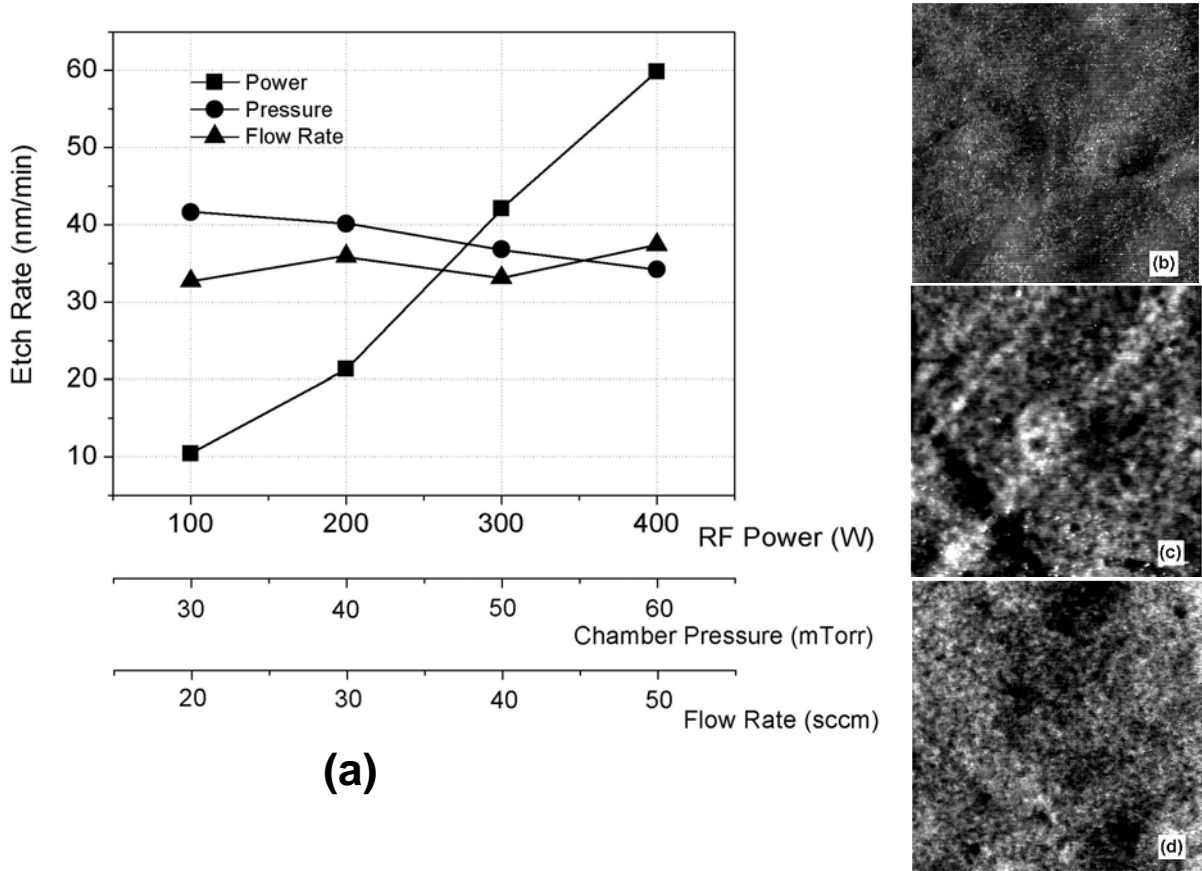 60
50
40
30
20
10
Etch Rate (nm/min)
Power
Pressure
Flow Rate
100 200 300 400
RF Power (W)
30 40 50 60
Chamber Pressure (mTorr)
20 30 40 50
Flow Rate (sccm)
(a)
(b)
(c)
(d)